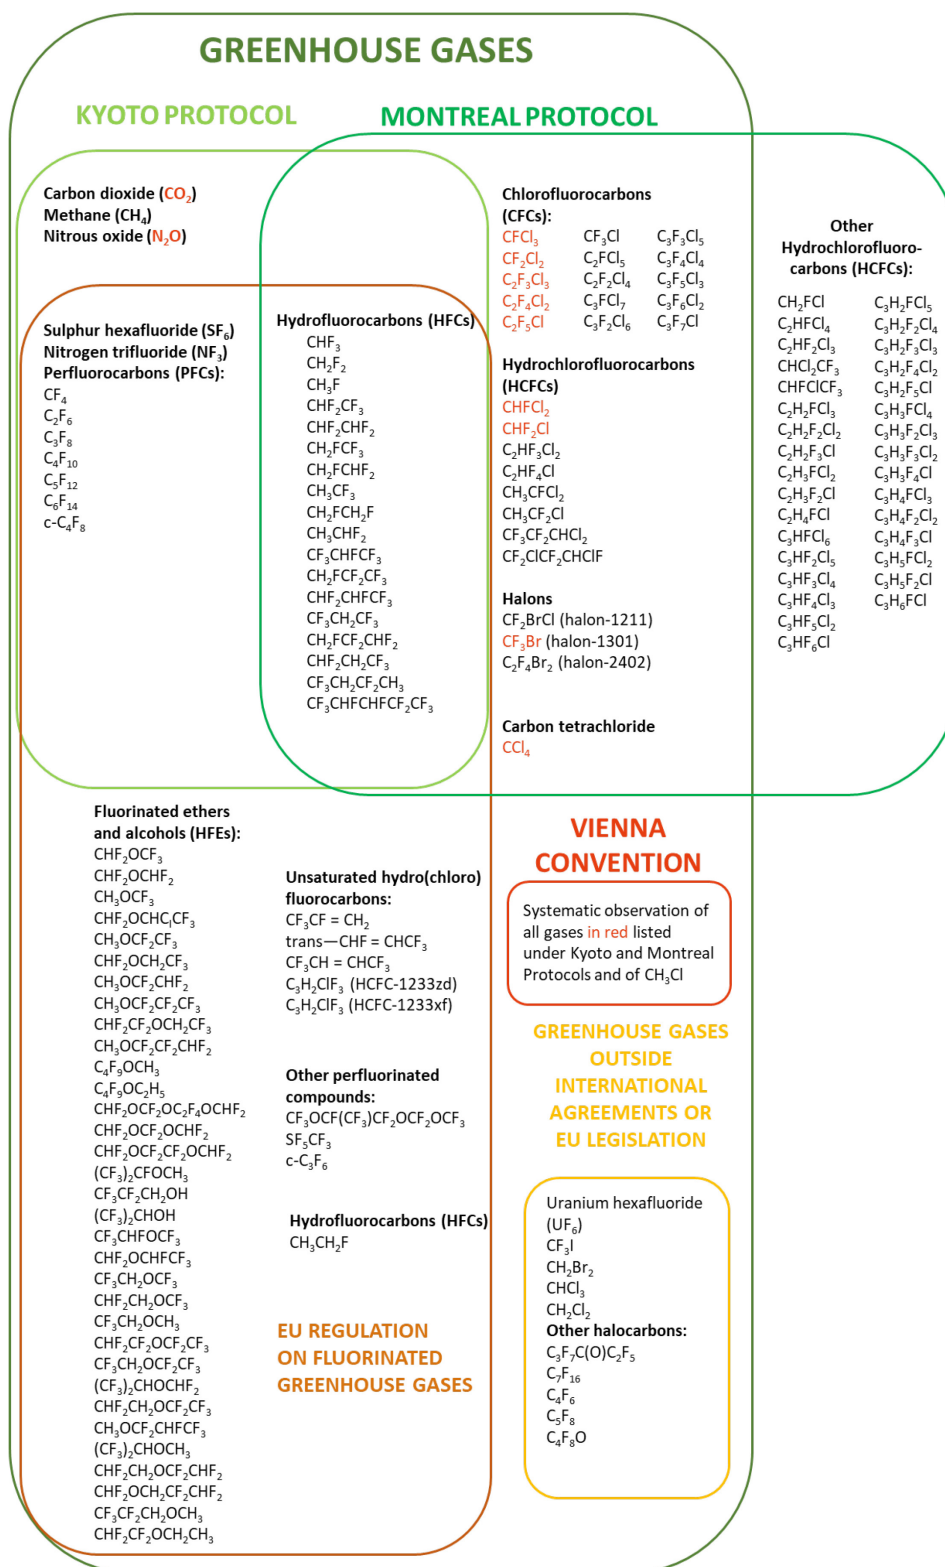 GREENHOUSE GASES
KYOTO PROTOCOL
MONTREAL PROTOCOL
Carbon dioxide (CO₂)
Methane (CH₄)
Nitrous oxide (N₂O)
Sulphur hexafluoride (SF₆)
Nitrogen trifluoride (NF₃)
Perfluorocarbons (PFCs):
CF₄
C₂F₆
C₃F₈
C₄F₁₀
C₅F₁₂
C₆F₁₄
c-C₄F₈
Hydrofluorocarbons (HFCs)
CHF₃
CH₂F₂
CH₃F
CHF₂CF₃
CHF₂CHF₂
CH₂FCF₃
CH₂FCHF₂
CH₃CF₃
CH₂FCH₂F
CH₃CHF₂
CF₃CHFCF₃
CH₂FCF₂CF₃
CHF₂CHFCF₃
CF₃CH₂CF₃
CH₂FCF₂CHF₂
CHF₂CH₂CF₃
CF₃CH₂CF₂CH₃
CF₃CHFCHFCF₂CF₃
Chlorofluorocarbons
(CFCs):
CFCl₃ CF₃Cl C₃F₃Cl₅
CF₂Cl₂ C₂FCl₅ C₃F₄Cl₄
C₂F₃Cl₃ C₂F₂Cl₄ C₃F₅Cl₃
C₂F₄Cl₂ C₃FCl₇ C₃F₆Cl₂
C₂F₅Cl C₃F₂Cl₆ C₃F₇Cl
Hydrochlorofluorocarbons
(HCFCs)
CHFCl₂
CHF₂Cl
C₂HF₃Cl₂
C₂HF₄Cl
CH₃CFCl₂
CH₃CF₂Cl
CF₃CF₂CHCl₂
CF₂ClCF₂CHClF
Halons
CF₂BrCl (halon-1211)
CF₃Br (halon-1301)
C₂F₄Br₂ (halon-2402)
Carbon tetrachloride
CCl₄
Other
Hydrochlorofluoro-
carbons (HCFCs):
CH₂FCl C₃H₂FCl₅
C₂HFCl₄ C₃H₂F₂Cl₄
C₂HF₂Cl₃ C₃H₂F₃Cl₃
CHCl₂CF₃ C₃H₂F₄Cl₂
CHFClCF₃ C₃H₂F₅Cl
C₂H₂FCl₃ C₃H₃FCl₄
C₂H₂F₂Cl₂ C₃H₃F₂Cl₃
C₂H₂F₃Cl C₃H₃F₃Cl₂
C₂H₃FCl₂ C₃H₃F₄Cl
C₂H₃F₂Cl C₃H₄FCl₃
C₂H₄FCl C₃H₄F₂Cl₂
C₃HFCl₆ C₃H₄F₃Cl
C₃HF₂Cl₅ C₃H₅FCl₂
C₃HF₃Cl₄ C₃H₅F₂Cl
C₃HF₄Cl₃ C₃H₆FCl
C₃HF₅Cl₂
C₃HF₆Cl
Fluorinated ethers
and alcohols (HFEs):
CHF₂OCF₃
CHF₂OCHF₂
CH₃OCF₃
CHF₂OCHCₗCF₃
CH₃OCF₂CF₃
CHF₂OCH₂CF₃
CH₃OCF₂CHF₂
CH₃OCF₂CF₂CF₃
CHF₂CF₂OCH₂CF₃
CH₃OCF₂CF₂CHF₂
C₄F₉OCH₃
C₄F₉OC₂H₅
CHF₂OCF₂OC₂F₄OCHF₂
CHF₂OCF₂OCHF₂
CHF₂OCF₂CF₂OCHF₂
(CF₃)₂CFOCH₃
CF₃CF₂CH₂OH
(CF₃)₂CHOH
CF₃CHFOCF₃
CHF₂OCHFCF₃
CF₃CH₂OCF₃
CHF₂CH₂OCF₃
CF₃CH₂OCH₃
CHF₂CF₂OCF₂CF₃
CF₃CH₂OCF₂CF₃
(CF₃)₂CHOCHF₂
CHF₂CH₂OCF₂CF₃
CH₃OCF₂CHFCF₃
(CF₃)₂CHOCH₃
CHF₂CH₂OCF₂CHF₂
CHF₂OCH₂CF₂CHF₂
CF₃CF₂CH₂OCH₃
CHF₂CF₂OCH₂CH₃
Unsaturated hydro(chloro)
fluorocarbons:
CF₃CF = CH₂
trans—CHF = CHCF₃
CF₃CH = CHCF₃
C₃H₂ClF₃ (HCFC-1233zd)
C₃H₂ClF₃ (HCFC-1233xf)
Other perfluorinated
compounds:
CF₃OCF(CF₃)CF₂OCF₂OCF₃
SF₅CF₃
c-C₃F₆
Hydrofluorocarbons (HFCs)
CH₃CH₂F
EU REGULATION
ON FLUORINATED
GREENHOUSE GASES
VIENNA
CONVENTION
Systematic observation of
all gases in red listed
under Kyoto and Montreal
Protocols and of CH₃Cl
GREENHOUSE GASES
OUTSIDE
INTERNATIONAL
AGREEMENTS OR
EU LEGISLATION
Uranium hexafluoride
(UF₆)
CF₃I
CH₂Br₂
CHCl₃
CH₂Cl₂
Other halocarbons:
C₃F₇C(O)C₂F₅
C₇F₁₆
C₄F₆
C₅F₈
C₄F₈O